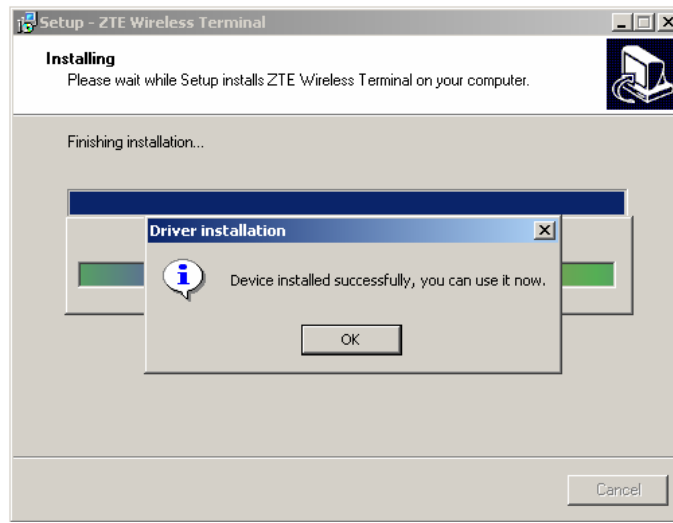 Setup - ZTE Wireless Terminal
Installing
Please wait while Setup installs ZTE Wireless Terminal on your computer.
Finishing installation...
Driver installation
Device installed successfully, you can use it now.
OK
Cancel